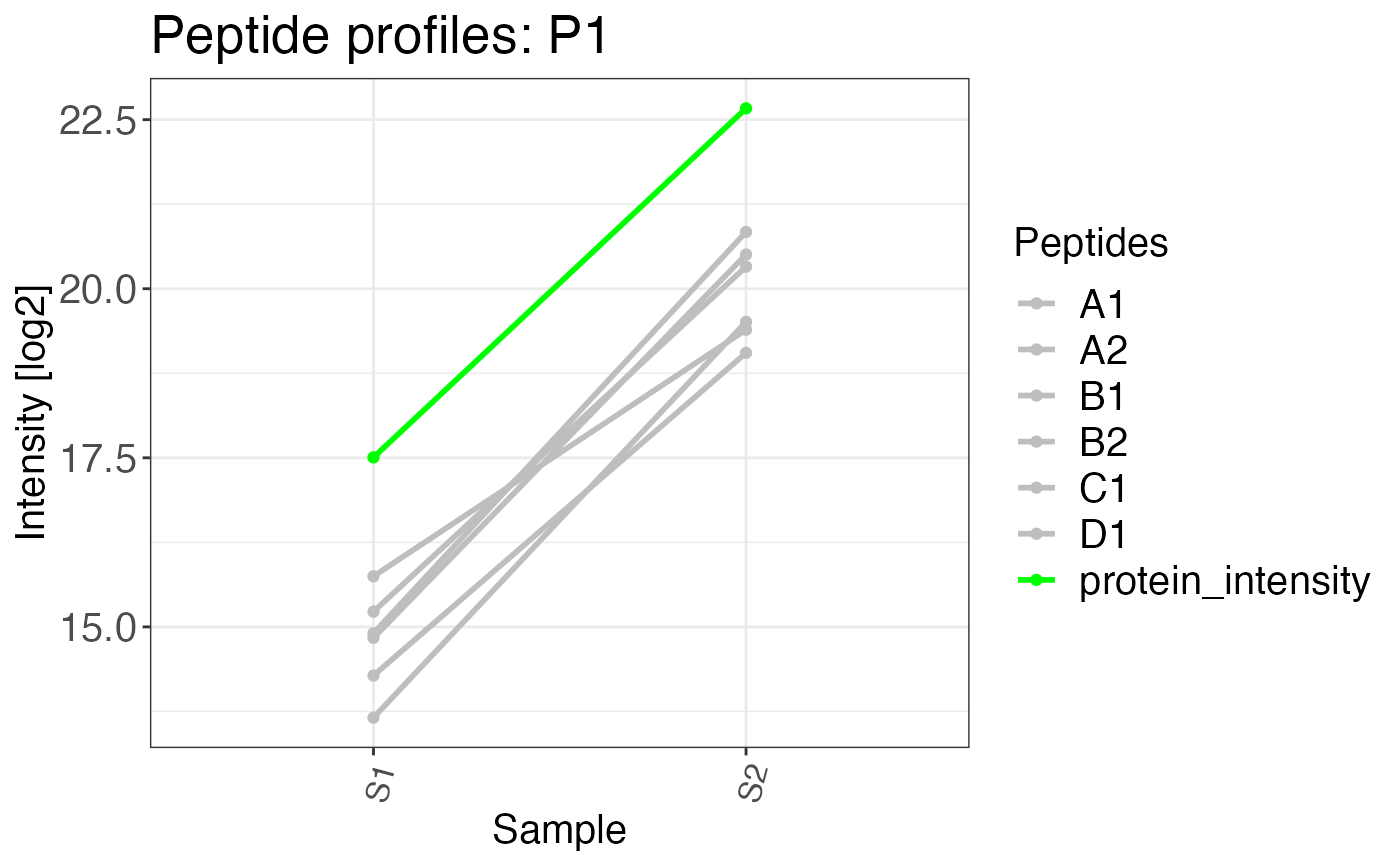 Peptide profiles: P1
Intensity [log2]
22.5
20.0
17.5
15.0
S1
S2
Sample
Peptides
A1
A2
B1
B2
C1
D1
protein_intensity